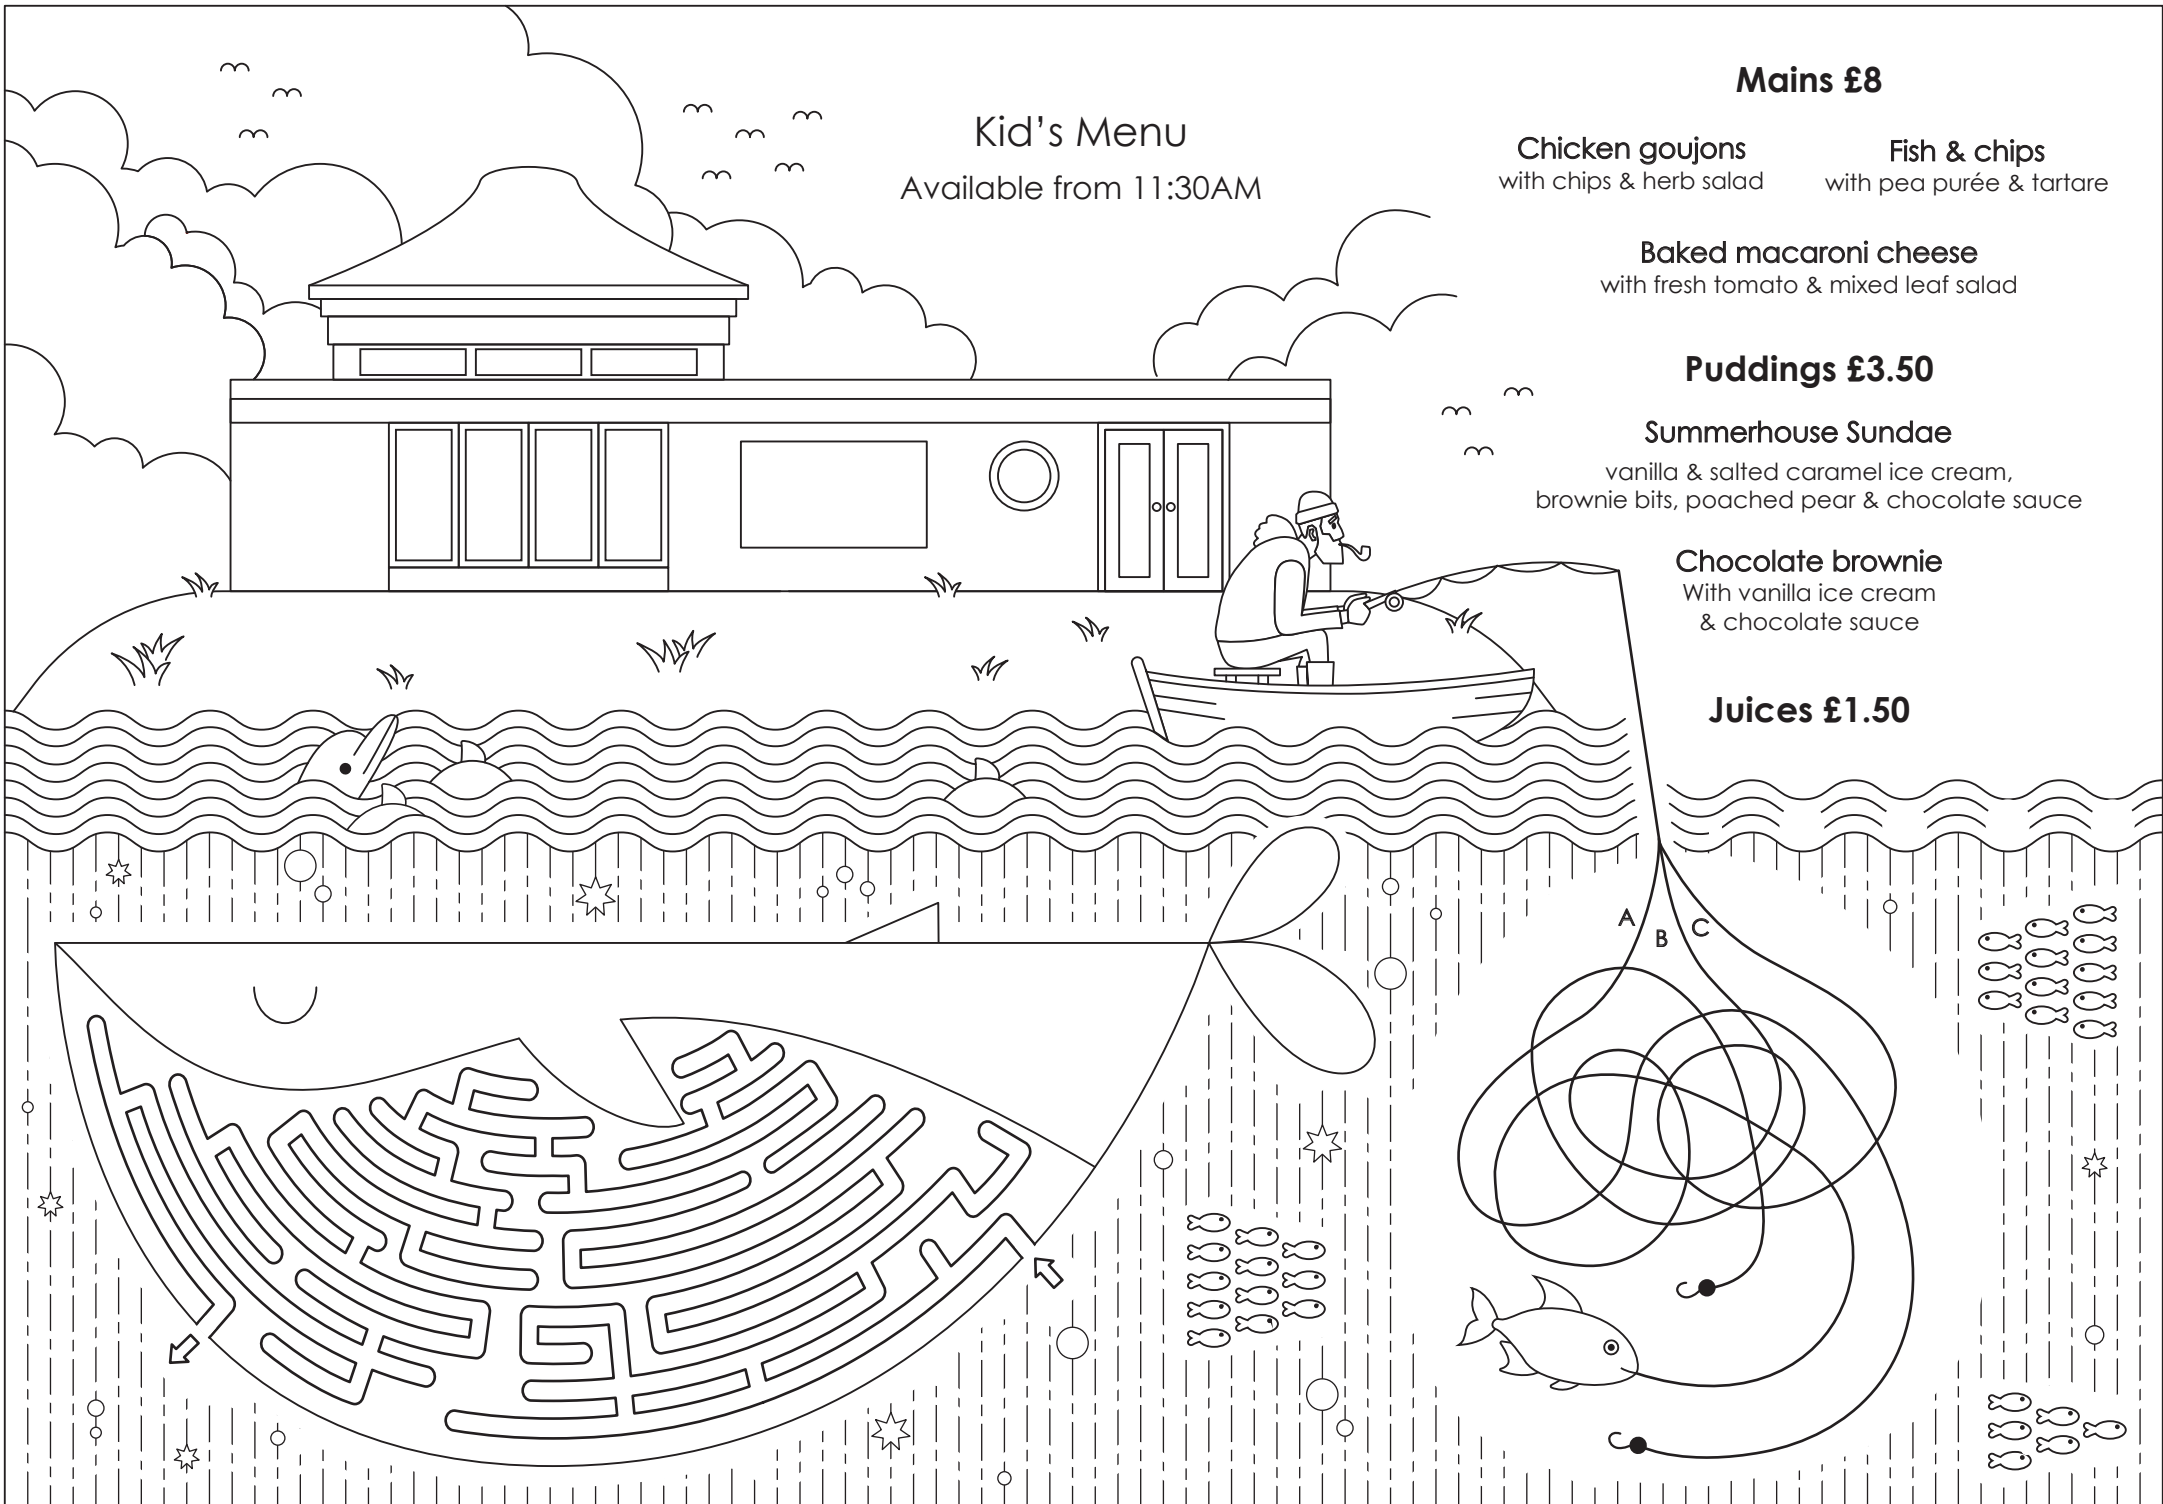 Kid's Menu
Available from 11:30AM
Mains £8
Chicken goujons
with chips & herb salad
Fish & chips
with pea purée & tartare
Baked macaroni cheese
with fresh tomato & mixed leaf salad
Puddings £3.50
Summerhouse Sundae
vanilla & salted caramel ice cream,
brownie bits, poached pear & chocolate sauce
Chocolate brownie
With vanilla ice cream
& chocolate sauce
Juices £1.50
A
B
C